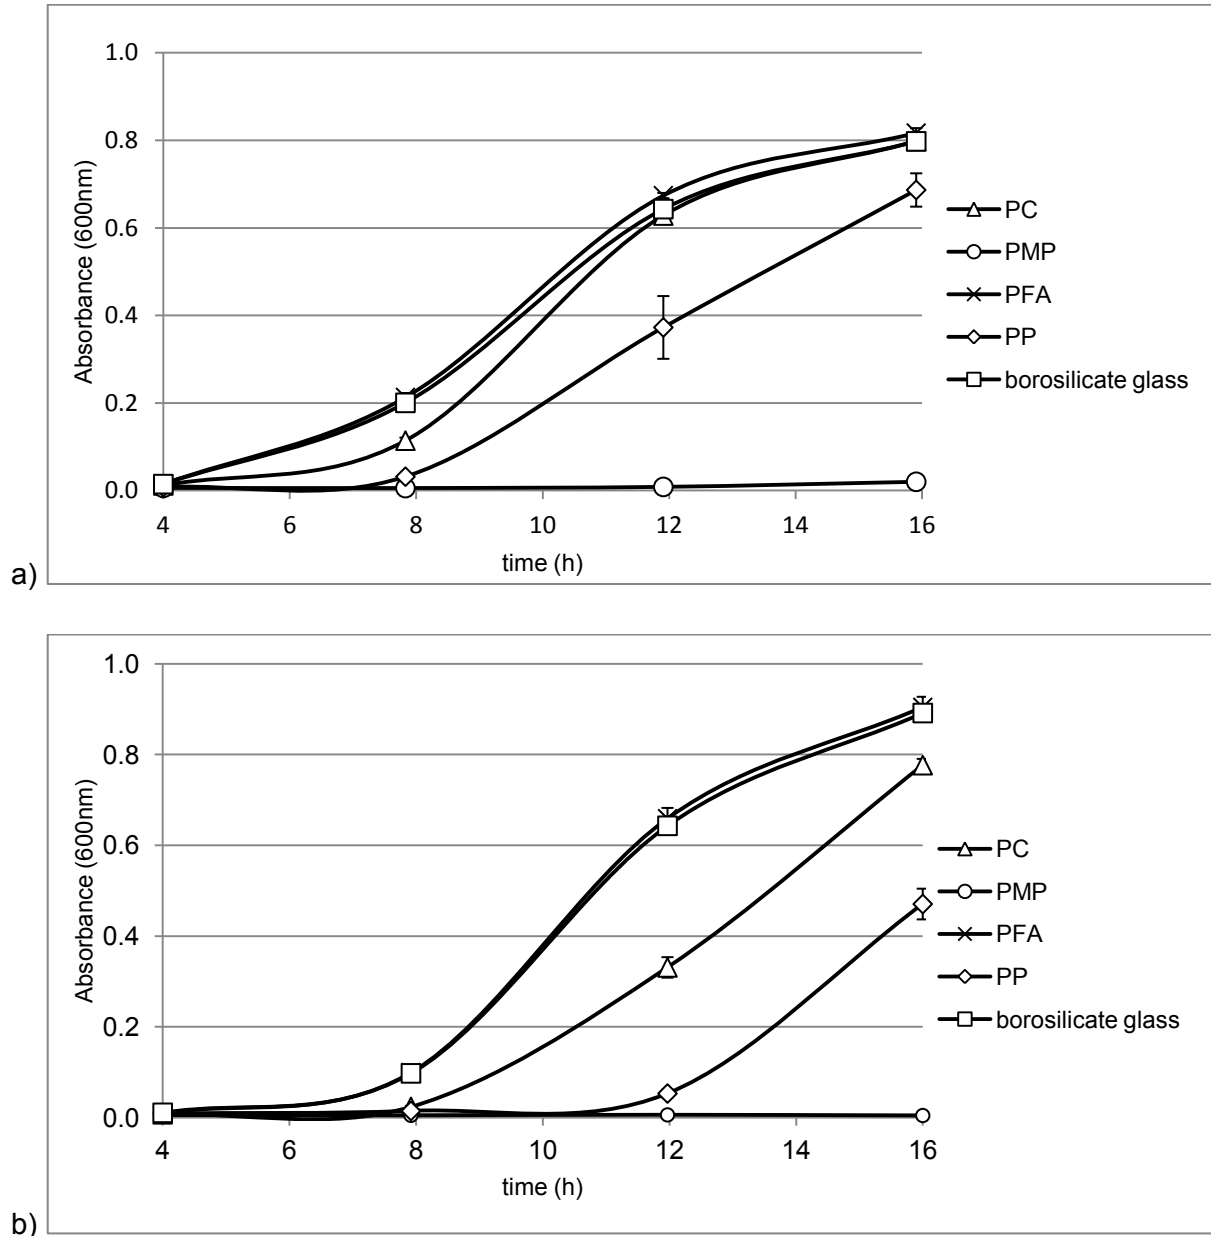 1.0
0.8
0.6
0.4
0.2
0.0
Absorbance (600nm)
4 6 8 10 12 14 16
time (h)
PC
PMP
PFA
PP
borosilicate glass
a)
1.0
0.8
0.6
0.4
0.2
0.0
Absorbance (600nm)
4 6 8 10 12 14 16
time (h)
PC
PMP
PFA
PP
borosilicate glass
b)